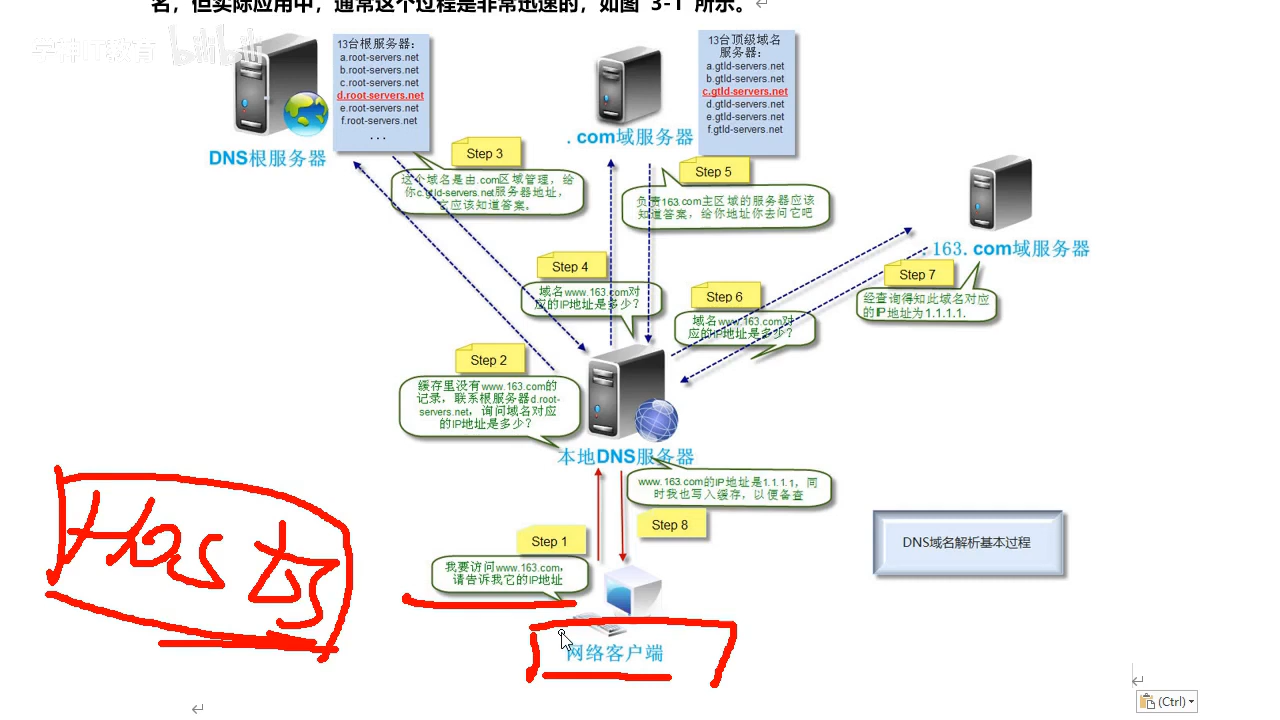 名，但实际应用中，通常这个过程是非常迅速的，如图 3-1 所示。
学神IT教育 bilibili
13台根服务器：
a.root-servers.net
b.root-servers.net
c.root-servers.net
d.root-servers.net
e.root-servers.net
f.root-servers.net
...
DNS根服务器
13台顶级域名
服务器：
a.gtld-servers.net
b.gtld-servers.net
c.gtld-servers.net
d.gtld-servers.net
e.gtld-servers.net
f.gtld-servers.net
.com域服务器
Step 3
这个域名是由.com区域管理，给
你c.gtld-servers.net服务器地址，
它应该知道答案。
Step 5
负责163.com主区域的服务器应该
知道答案，给你地址你去问它吧
.163.com域服务器
Step 4
域名www.163.com对
应的IP地址是多少？
Step 6
域名www.163.com对
应的IP地址是多少？
Step 7
经查询得知此域名对应
的IP地址为1.1.1.1.
Step 2
缓存里没有www.163.com的
记录，联系根服务器d.root-
servers.net，询问域名对应
的IP地址是多少？
本地DNS服务器
www.163.com的IP地址是1.1.1.1，同
时我也写入缓存，以便备查
Step 8
Step 1
我要访问www.163.com，
请告诉我它的IP地址
网络客户端
DNS域名解析基本过程
(Ctrl)